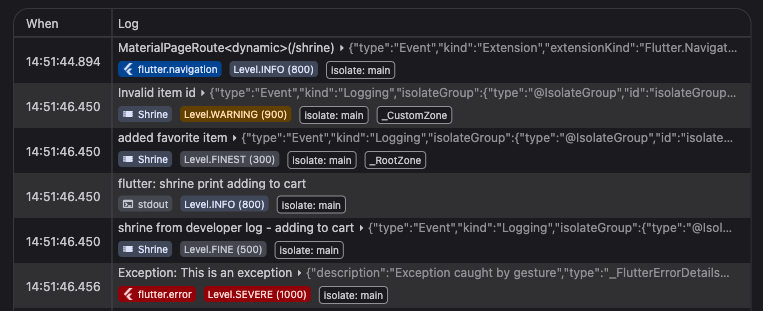 When Log
MaterialPageRoute<dynamic>(/shrine) {"type":"Event","kind":"Extension","extensionKind":"Flutter.Navigat...
14:51:44.894
flutter.navigation Level.INFO (800) isolate: main
Invalid item id {"type":"Event","kind":"Logging","isolateGroup":{"type":"@IsolateGroup","id":"isolateGroup...
14:51:46.450
Shrine Level.WARNING (900) isolate: main _CustomZone
added favorite item {"type":"Event","kind":"Logging","isolateGroup":{"type":"@IsolateGroup","id":"isolate...
14:51:46.450
Shrine Level.FINEST (300) isolate: main _RootZone
flutter: shrine print adding to cart
14:51:46.450
stdout Level.INFO (800) isolate: main
shrine from developer log - adding to cart {"type":"Event","kind":"Logging","isolateGroup":{"type":"@Isol...
14:51:46.450
Shrine Level.FINE (500) isolate: main
Exception: This is an exception {"description":"Exception caught by gesture","type":"_FlutterErrorDetails...
14:51:46.456
flutter.error Level.SEVERE (1000) isolate: main